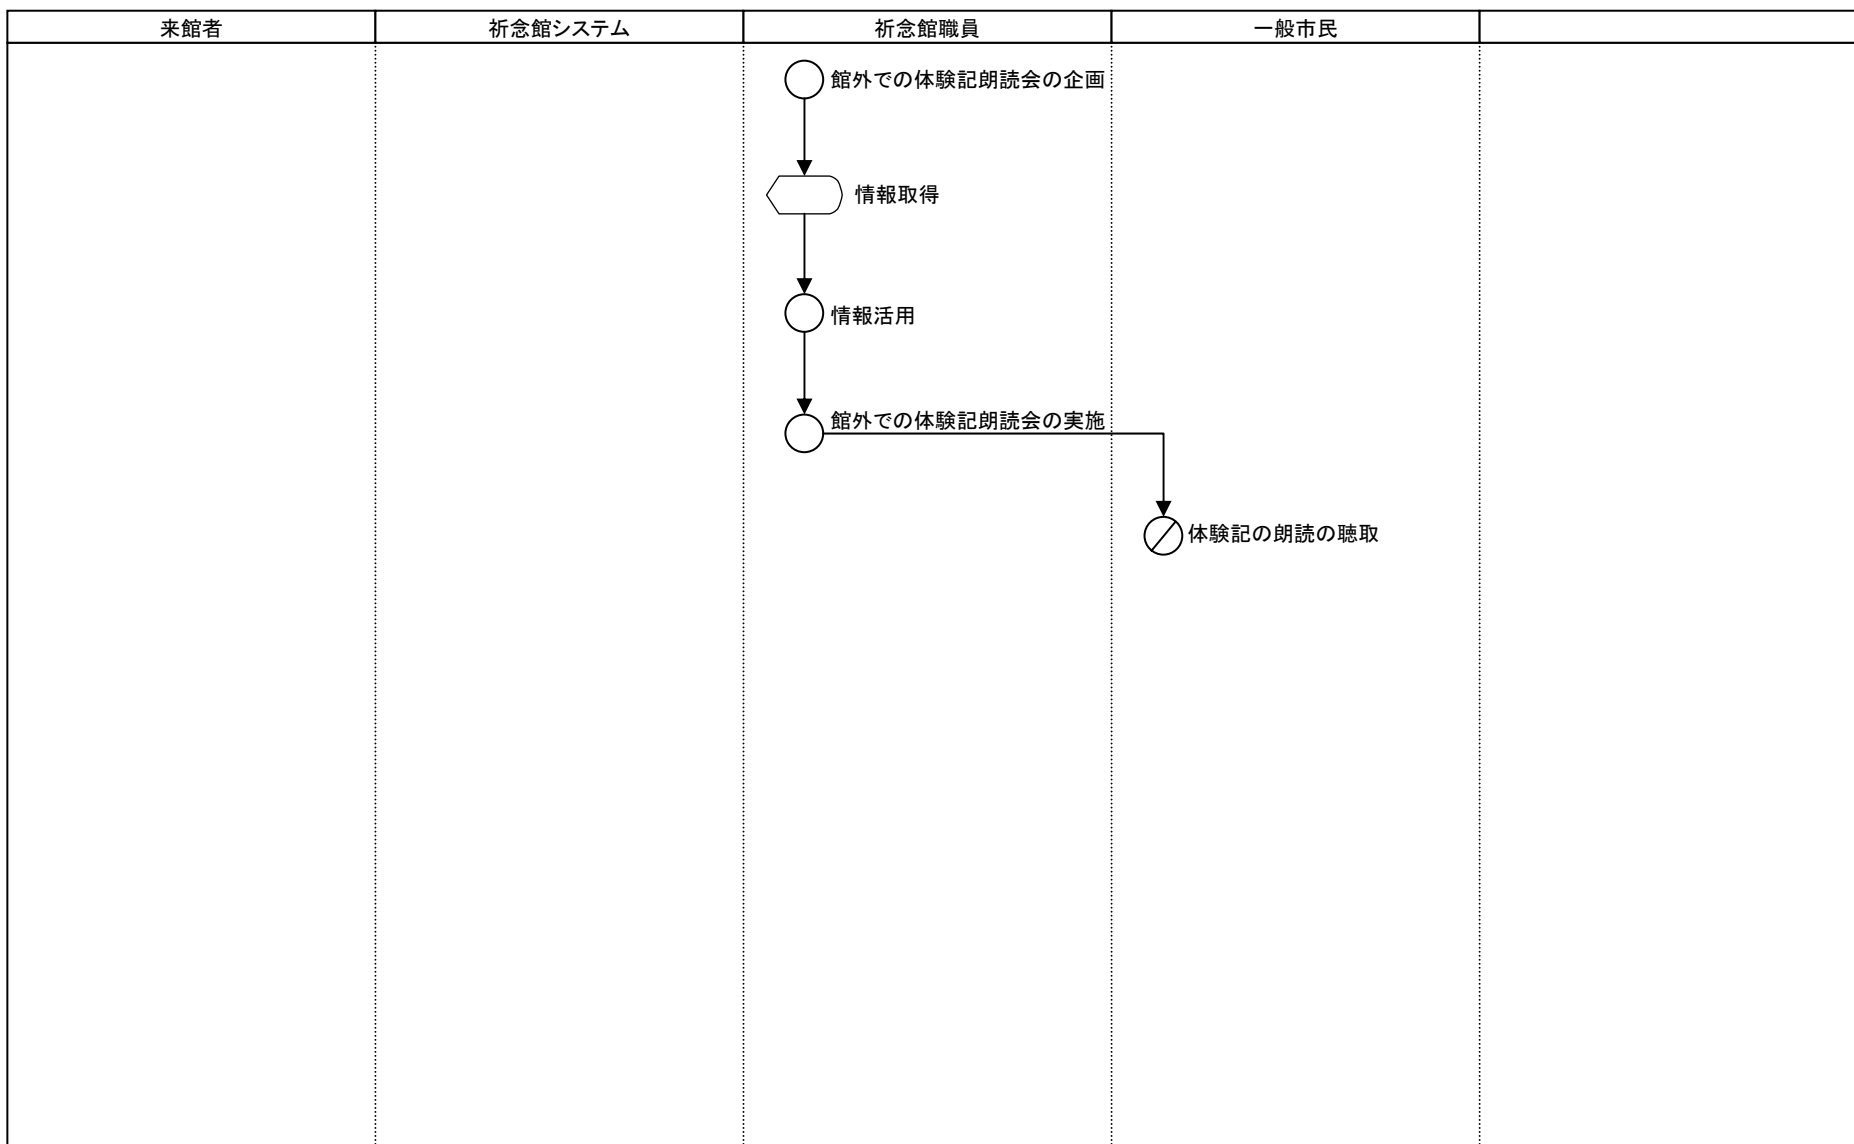 来館者
祈念館システム
祈念館職員
一般市民
館外での体験記朗読会の企画
情報取得
情報活用
館外での体験記朗読会の実施
体験記の朗読の聴取